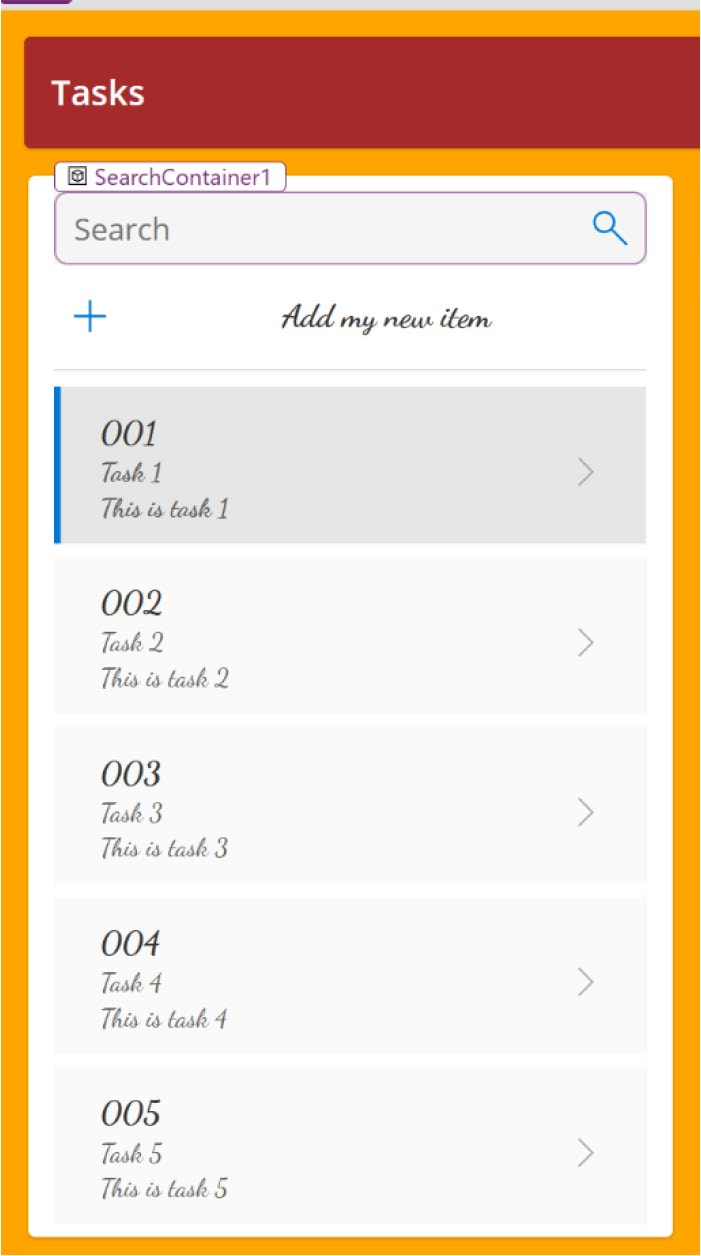 Tasks
SearchContainer1
Search
Add my new item
001
Task 1
This is task 1
002
Task 2
This is task 2
003
Task 3
This is task 3
004
Task 4
This is task 4
005
Task 5
This is task 5